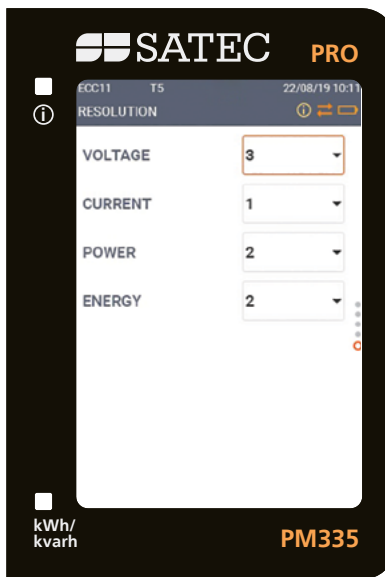 SATEC PRO
ECC11 T5 22/08/19 10:11
RESOLUTION
VOLTAGE 3
CURRENT 1
POWER 2
ENERGY 2
kWh/
kvarh
PM335